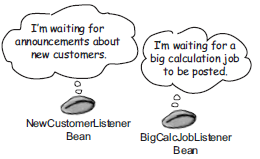 I'm waiting for
announcements about
new customers.
I'm waiting for a
big calculation job
to be posted.
NewCustomerListener
Bean
BigCalcJobListener
Bean